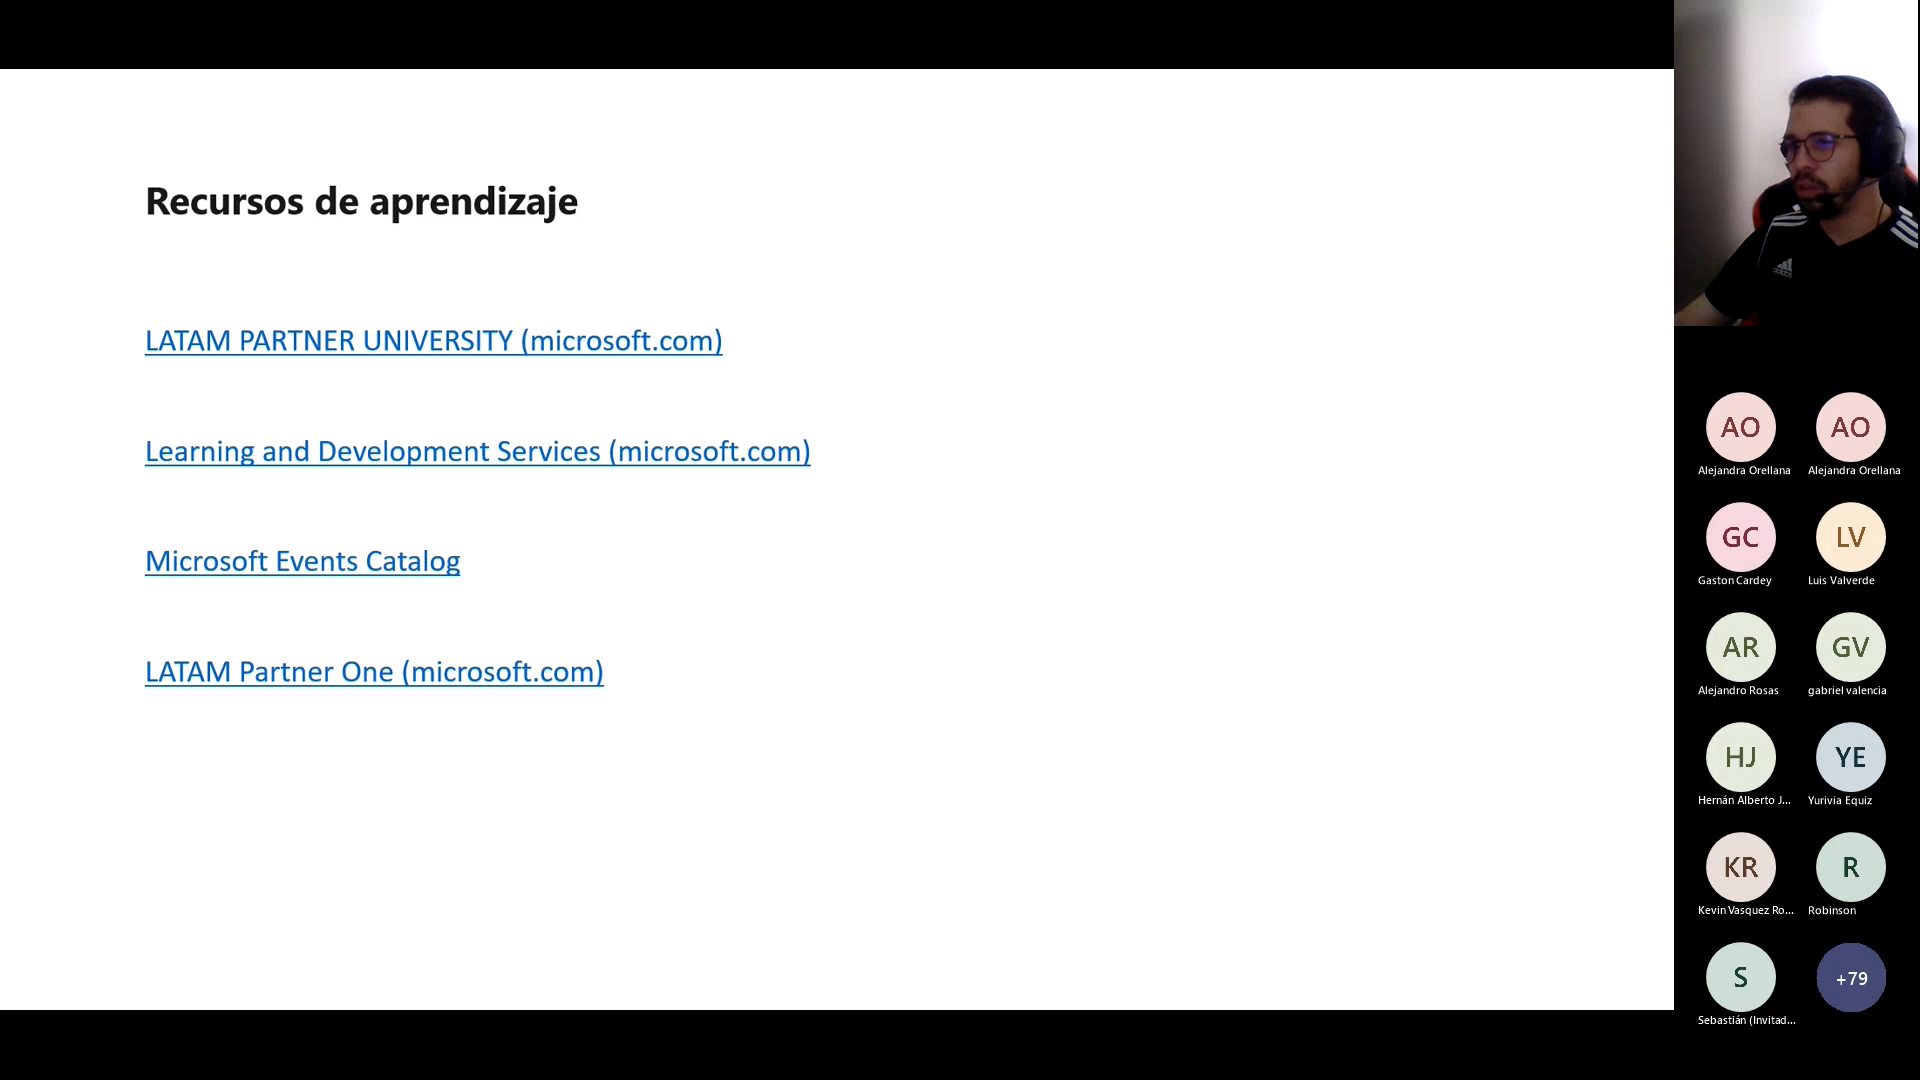 Recursos de aprendizaje
LATAM PARTNER UNIVERSITY (microsoft.com)
Learning and Development Services (microsoft.com)
Microsoft Events Catalog
LATAM Partner One (microsoft.com)
AO AO
Alejandra Orellana Alejandra Orellana
GC LV
Gaston Cardey Luis Valverde
AR GV
Alejandro Rosas gabriel valencia
HJ YE
Hernán Alberto J... Yurivia Equiz
KR R
Kevin Vasquez Ro... Robinson
S +79
Sebastián (Invitad...